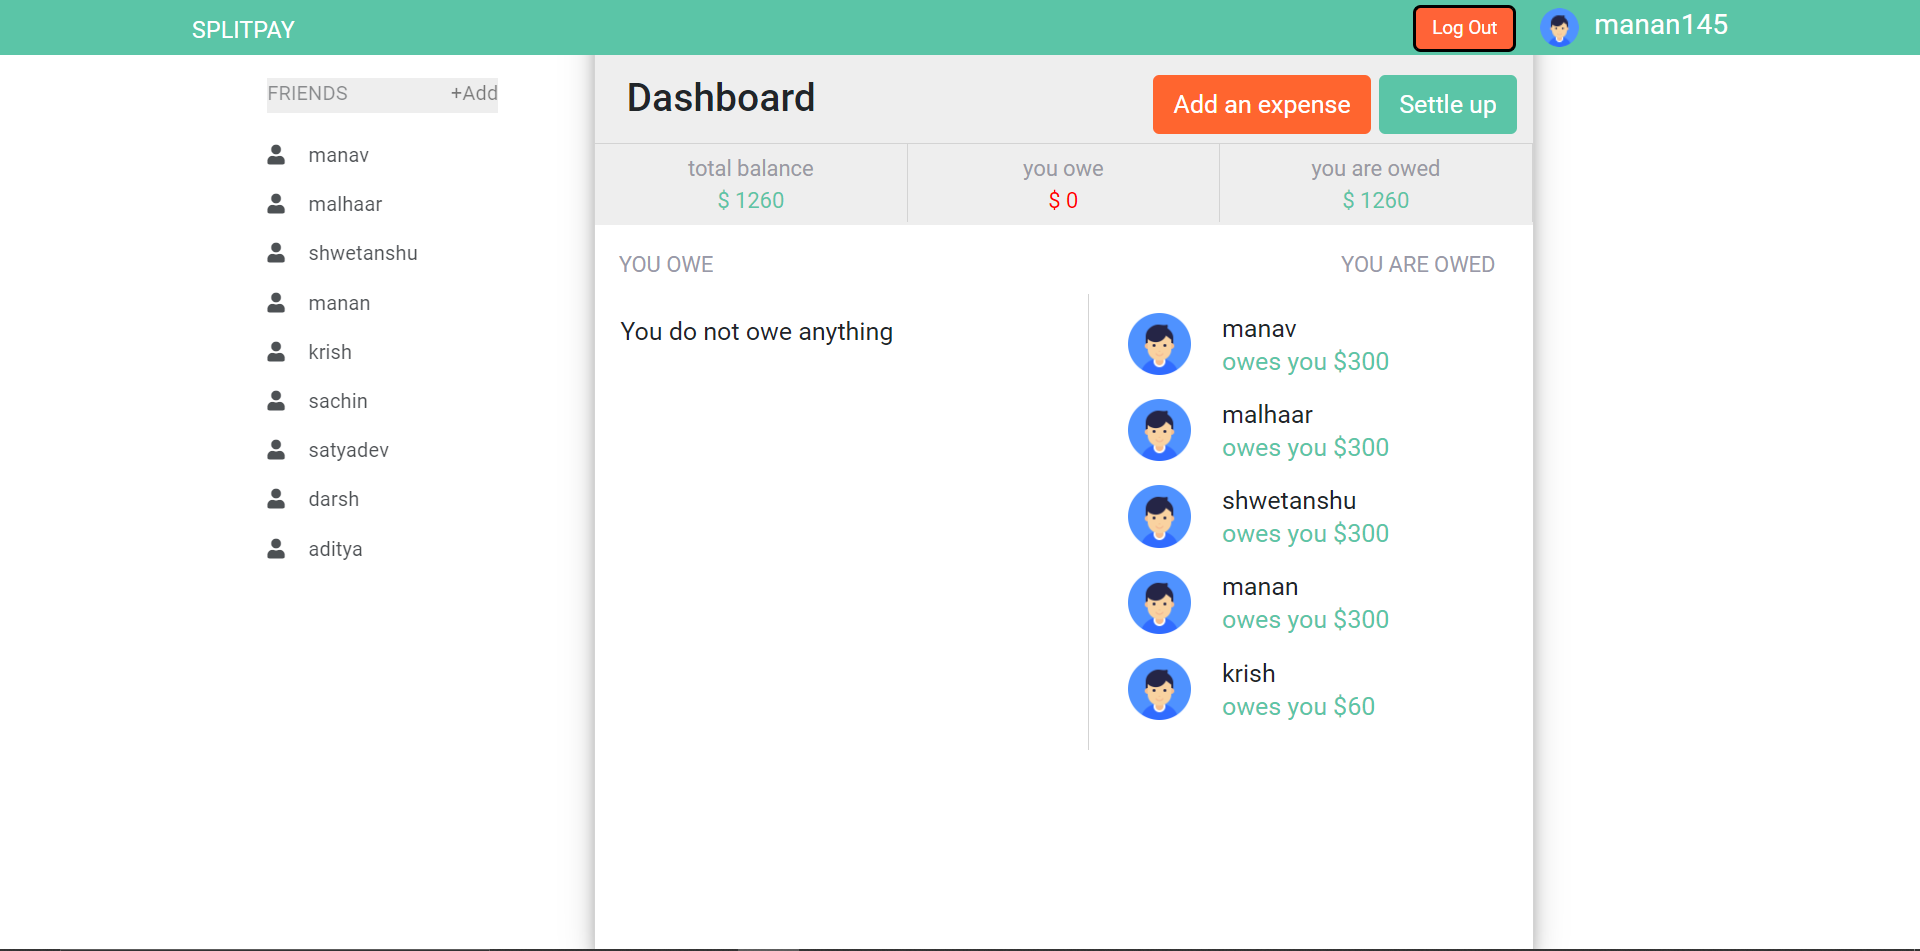 SPLITPAY
Log Out
manan145
FRIENDS
+Add
manav
malhaar
shwetanshu
manan
krish
sachin
satyadev
darsh
aditya
Dashboard
Add an expense
Settle up
total balance
$ 1260
you owe
$ 0
you are owed
$ 1260
YOU OWE
YOU ARE OWED
You do not owe anything
manav
owes you $300
malhaar
owes you $300
shwetanshu
owes you $300
manan
owes you $300
krish
owes you $60